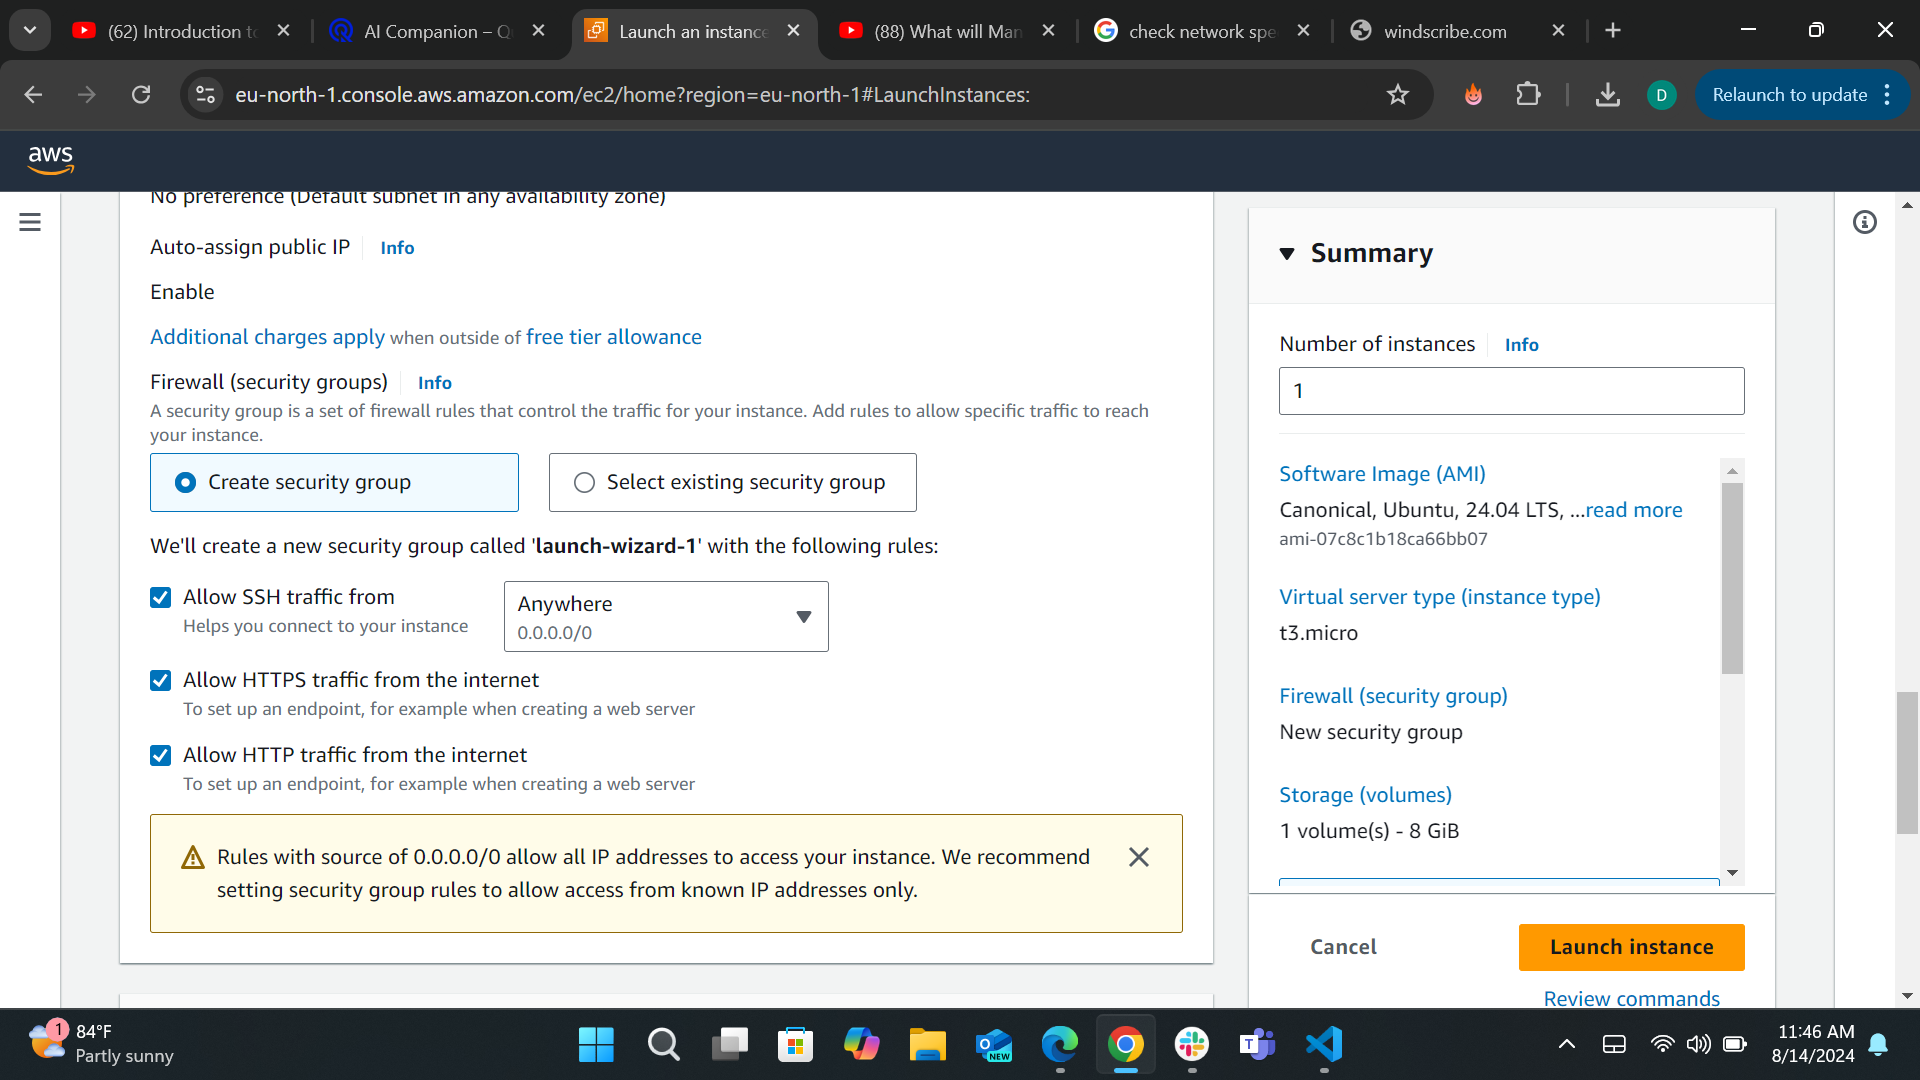 (62) Introduction to
AI Companion – Q
Launch an instance
(88) What will Man
check network spe
windscribe.com
eu-north-1.console.aws.amazon.com/ec2/home?region=eu-north-1#LaunchInstances:
D
Relaunch to update
aws
No preference (Default subnet in any availability zone)
Auto-assign public IP Info
Enable
Additional charges apply when outside of free tier allowance
Firewall (security groups) Info
A security group is a set of firewall rules that control the traffic for your instance. Add rules to allow specific traffic to reach
your instance.
Create security group
Select existing security group
We'll create a new security group called 'launch-wizard-1' with the following rules:
Allow SSH traffic from
Helps you connect to your instance
Anywhere
0.0.0.0/0
Allow HTTPS traffic from the internet
To set up an endpoint, for example when creating a web server
Allow HTTP traffic from the internet
To set up an endpoint, for example when creating a web server
Rules with source of 0.0.0.0/0 allow all IP addresses to access your instance. We recommend
setting security group rules to allow access from known IP addresses only.
Summary
Number of instances Info
1
Software Image (AMI)
Canonical, Ubuntu, 24.04 LTS, ...read more
ami-07c8c1b18ca66bb07
Virtual server type (instance type)
t3.micro
Firewall (security group)
New security group
Storage (volumes)
1 volume(s) - 8 GiB
Cancel
Launch instance
Review commands
1
84°F
Partly sunny
NEW
11:46 AM
8/14/2024